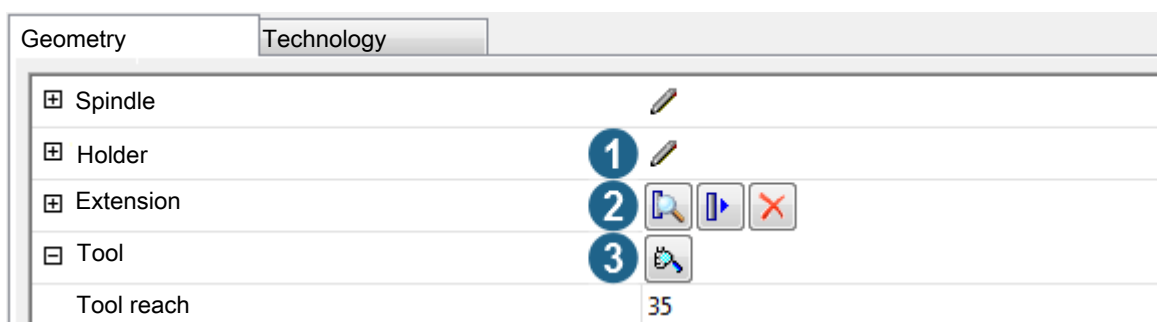 Geometry Technology
Spindle
Holder 1
Extension 2
Tool 3
Tool reach 35